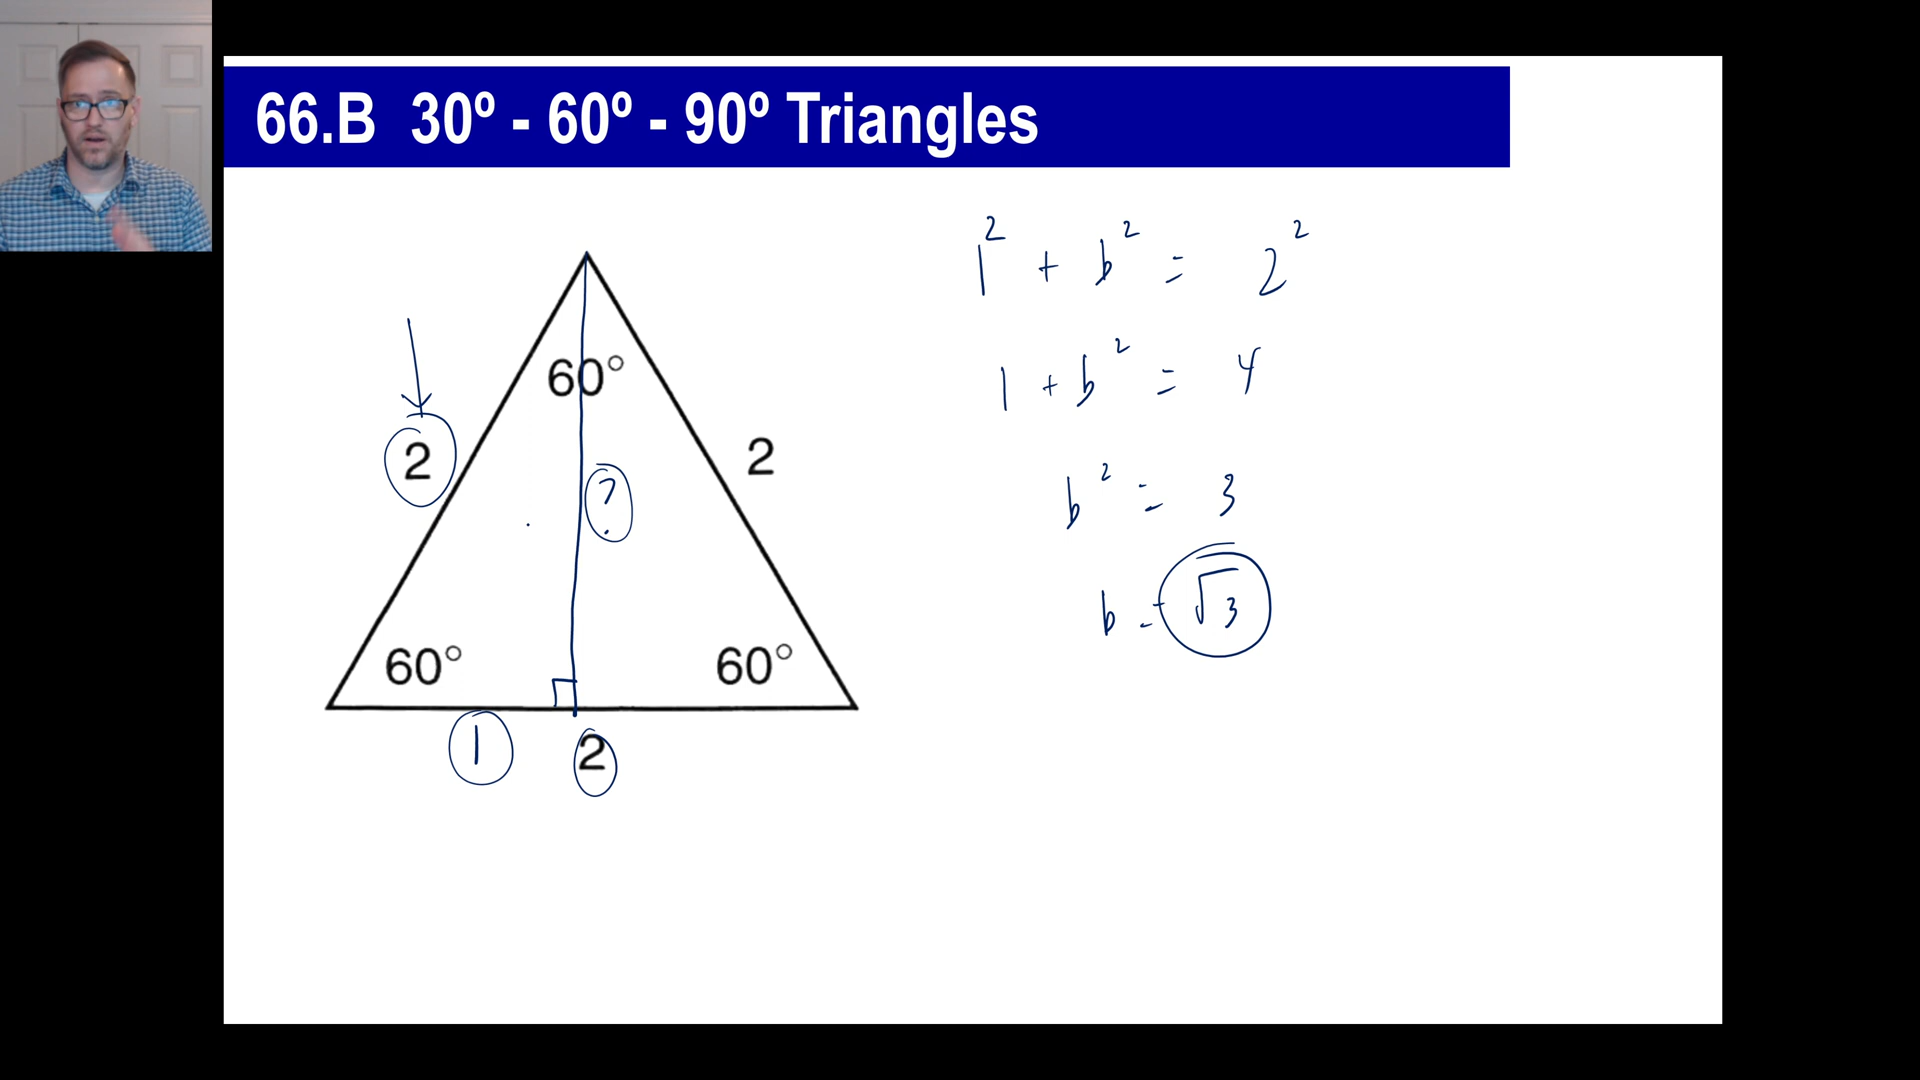 66.B 30º - 60º - 90º Triangles
1² + b² = 2²
60°
1 + b² = 4
2
2
?
b² = 3
b = √3
60°
60°
1
2